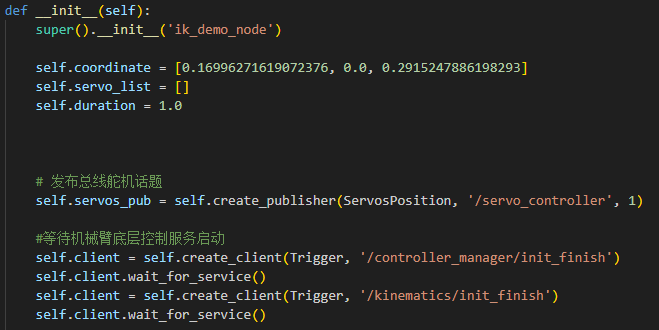 def __init__(self):
    super().__init__('ik_demo_node')
    self.coordinate = [0.16996271619072376, 0.0, 0.2915247886198293]
    self.servo_list = []
    self.duration = 1.0
    # 发布总线舵机话题
    self.servos_pub = self.create_publisher(ServosPosition, '/servo_controller', 1)
    #等待机械臂底层控制服务启动
    self.client = self.create_client(Trigger, '/controller_manager/init_finish')
    self.client.wait_for_service()
    self.client = self.create_client(Trigger, '/kinematics/init_finish')
    self.client.wait_for_service()